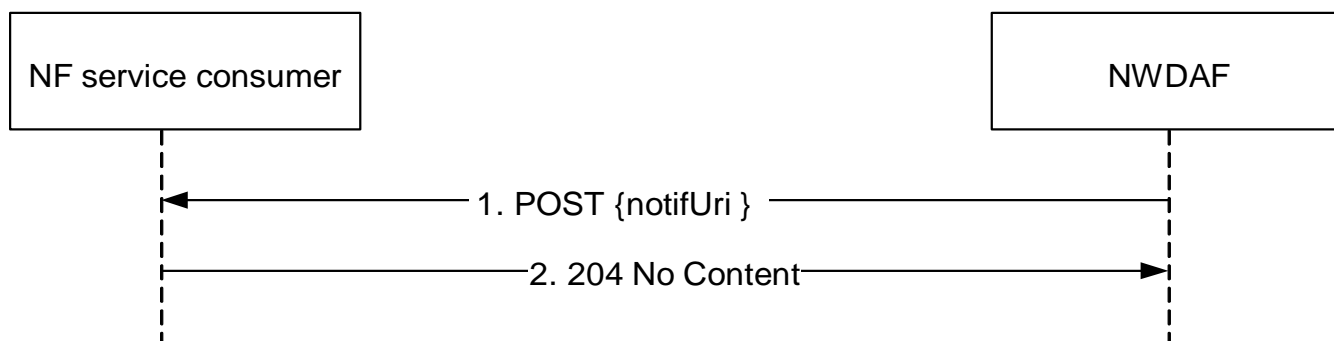 NF service consumer
NWDAF
1. POST {notifUri }
2. 204 No Content